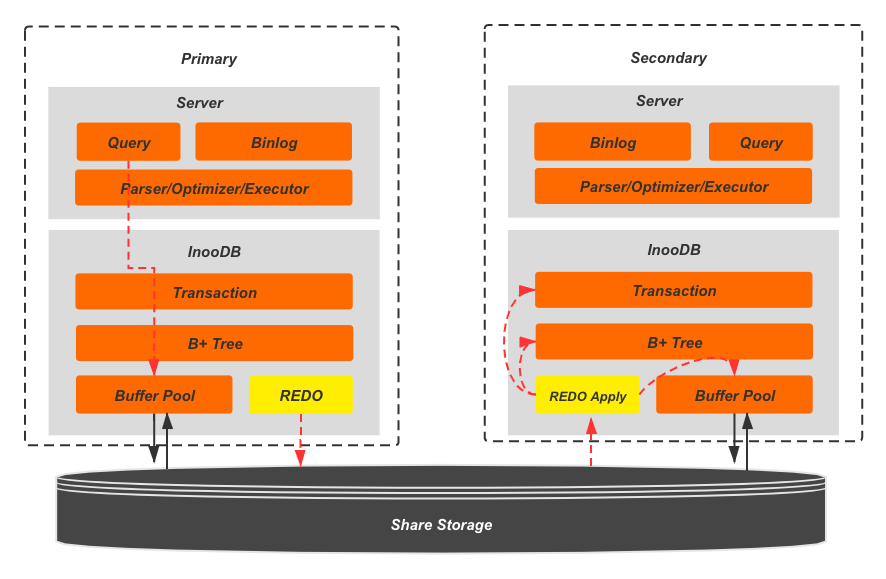 Primary
Server
Query
Binlog
Parser/Optimizer/Executor
InooDB
Transaction
B+ Tree
Buffer Pool
REDO
Secondary
Server
Binlog
Query
Parser/Optimizer/Executor
InooDB
Transaction
B+ Tree
REDO Apply
Buffer Pool
Share Storage